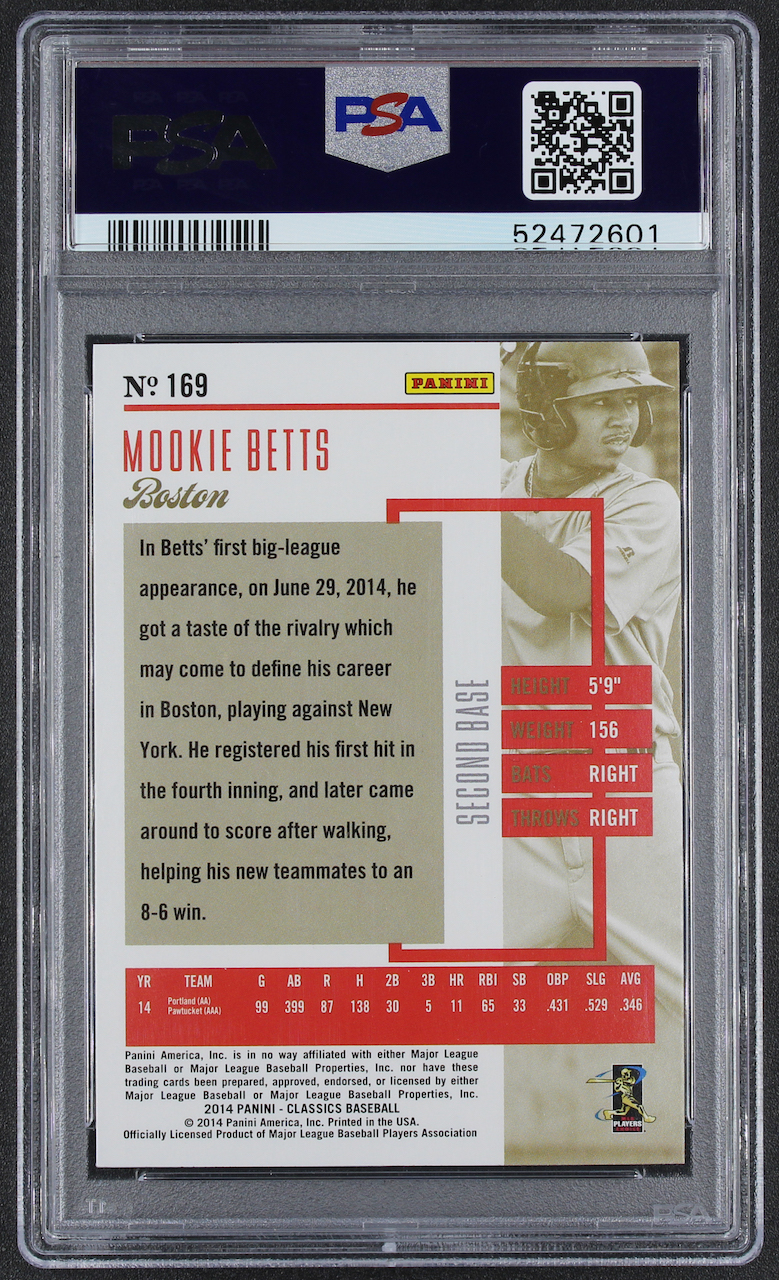 PSA
PSA
52472601
Nº 169
PANINI
MOOKIE BETTS
Boston
In Betts' first big-league
appearance, on June 29, 2014, he
got a taste of the rivalry which
may come to define his career
in Boston, playing against New
York. He registered his first hit in
the fourth inning, and later came
around to score after walking,
helping his new teammates to an
8-6 win.
SECOND BASE
HEIGHT 5'9"
WEIGHT 156
BATS RIGHT
THROWS RIGHT
YR TEAM G AB R H 2B 3B HR RBI SB OBP SLG AVG
14 Portland (AA) Pawtucket (AAA) 99 399 87 138 30 5 11 65 33 .431 .529 .346
Panini America, Inc. is in no way affiliated with either Major League
Baseball or Major League Baseball Properties, Inc. nor have these
trading cards been prepared, approved, endorsed, or licensed by either
Major League Baseball or Major League Baseball Properties, Inc.
2014 PANINI - CLASSICS BASEBALL
© 2014 Panini America, Inc. Printed in the USA.
Officially Licensed Product of Major League Baseball Players Association
PLAYERS
PSA